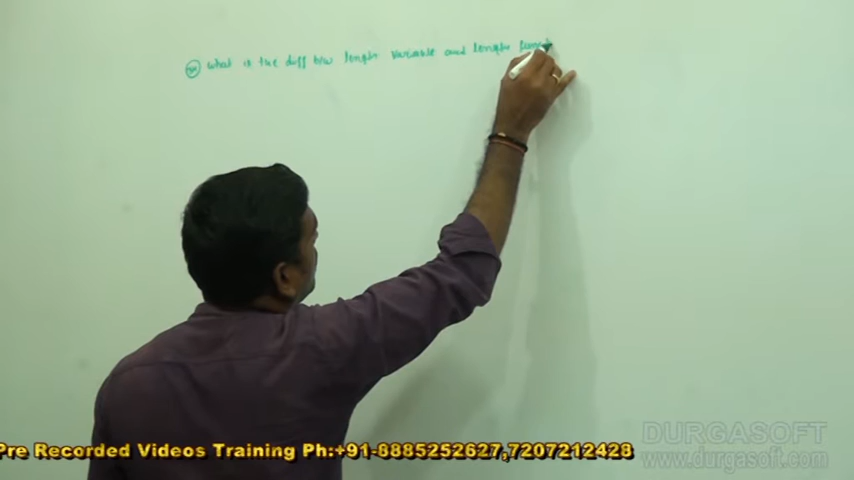 what is the diff b/w length variable and length
Pre Recorded Videos Training Ph:+91-8885252627,7207212428
DURGASOFT
www.durgasoft.com